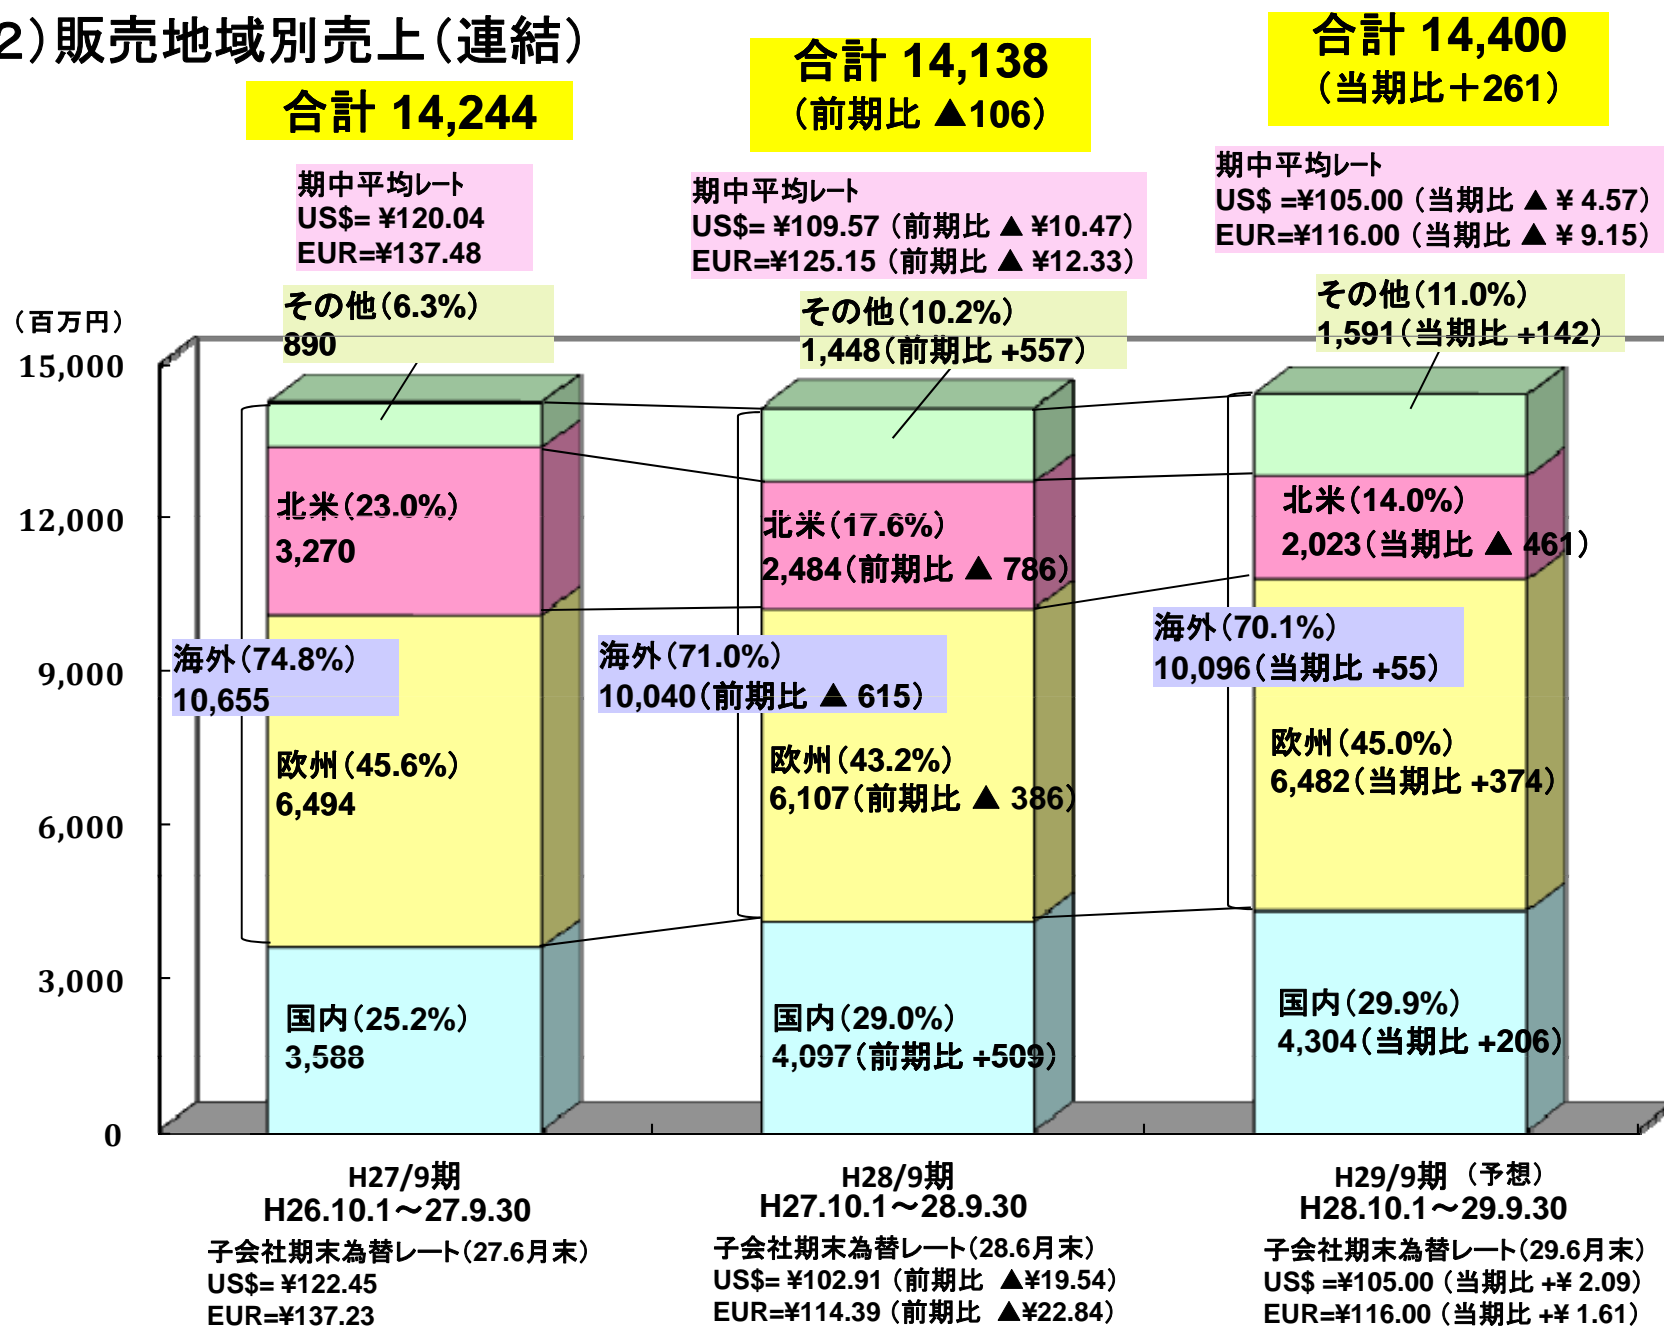 2）販売地域別売上（連結）
合計 14,244
合計 14,138
（前期比 ▲106）
合計 14,400
（当期比＋261）
期中平均レート
US$= ¥120.04
EUR=¥137.48
期中平均レート
US$= ¥109.57（前期比 ▲ ¥10.47）
EUR=¥125.15（前期比 ▲ ¥12.33）
期中平均レート
US$ =¥105.00（当期比 ▲ ¥ 4.57）
EUR=¥116.00（当期比 ▲ ¥ 9.15）
（百万円）
15,000
12,000
9,000
6,000
3,000
0
その他（6.3%）
890
北米（23.0%）
3,270
海外（74.8%）
10,655
欧州（45.6%）
6,494
国内（25.2%）
3,588
その他（10.2%）
1,448（前期比 +557）
北米（17.6%）
2,484（前期比 ▲ 786）
海外（71.0%）
10,040（前期比 ▲ 615）
欧州（43.2%）
6,107（前期比 ▲ 386）
国内（29.0%）
4,097（前期比 +509）
その他（11.0%）
1,591（当期比 +142）
北米（14.0%）
2,023（当期比 ▲ 461）
海外（70.1%）
10,096（当期比 +55）
欧州（45.0%）
6,482（当期比 +374）
国内（29.9%）
4,304（当期比 +206）
H27/9期
H26.10.1～27.9.30
子会社期末為替レート（27.6月末）
US$= ¥122.45
EUR=¥137.23
H28/9期
H27.10.1～28.9.30
子会社期末為替レート（28.6月末）
US$= ¥102.91（前期比 ▲¥19.54）
EUR=¥114.39（前期比 ▲¥22.84）
H29/9期（予想）
H28.10.1～29.9.30
子会社期末為替レート（29.6月末）
US$ =¥105.00（当期比 +¥ 2.09）
EUR=¥116.00（当期比 +¥ 1.61）